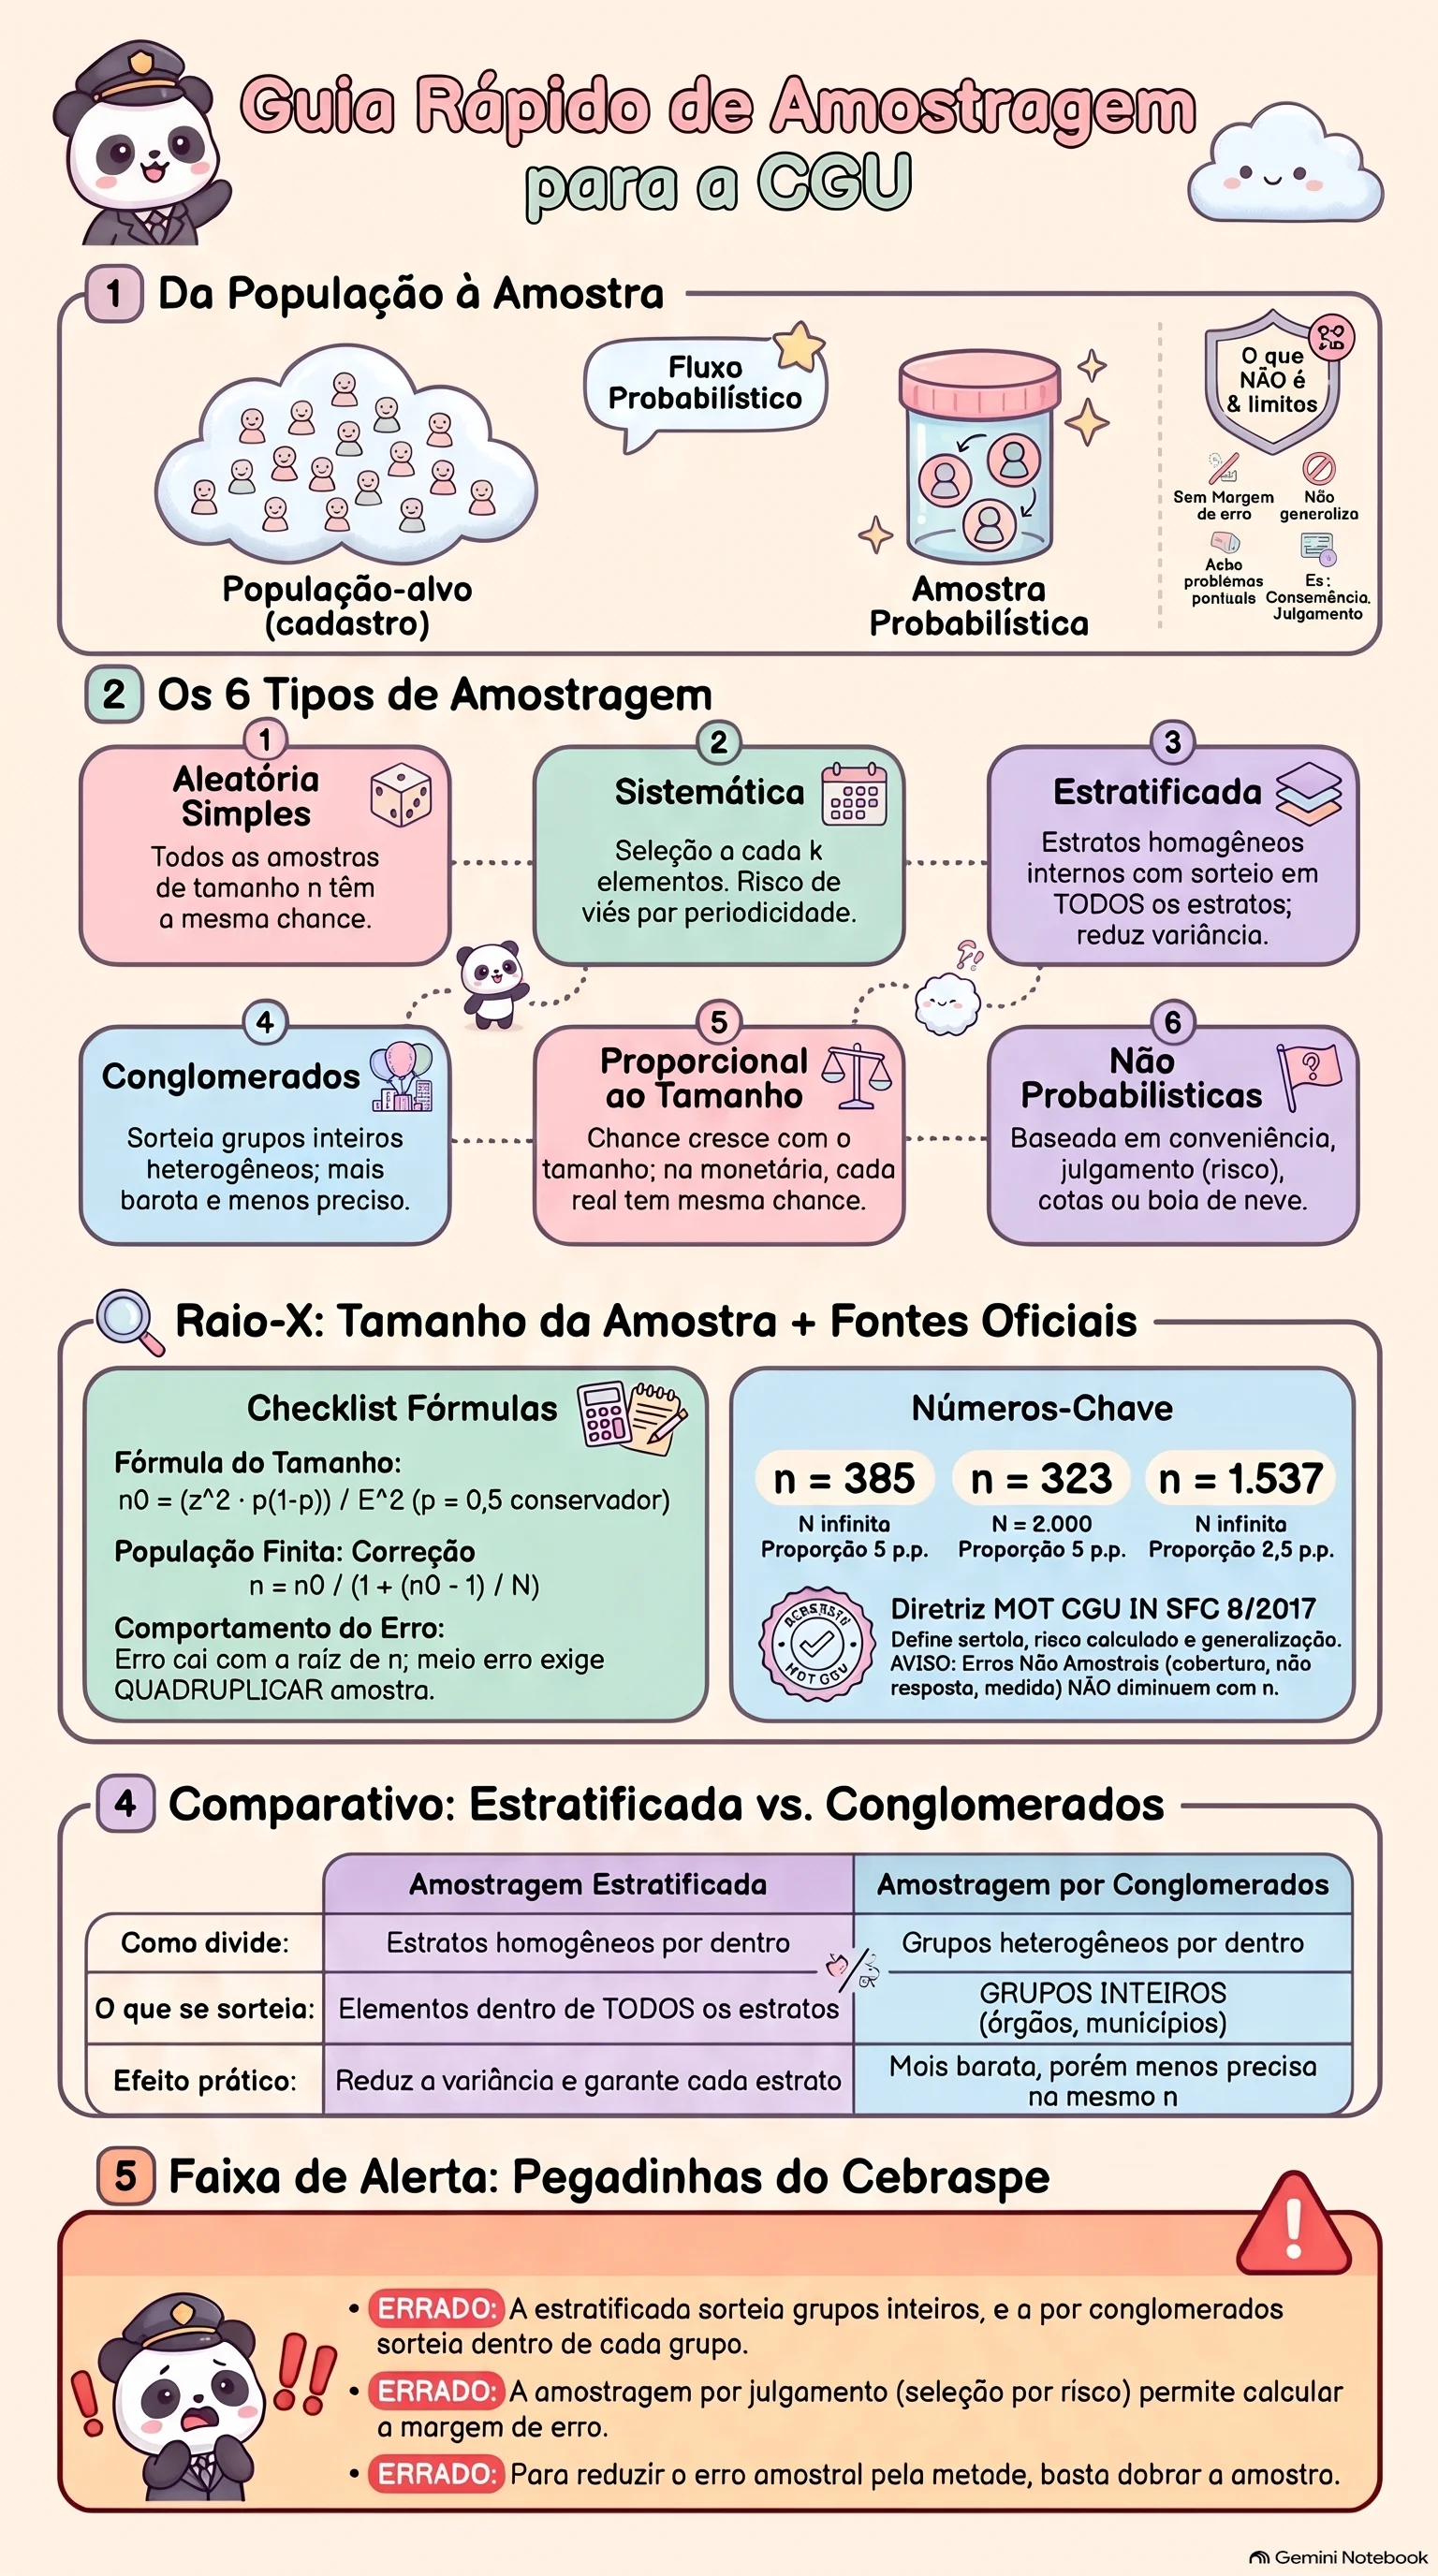 Guia Rápido de Amostragem
para a CGU
1 Da População à Amostra
População-alvo
(cadastro)
Fluxo
Probabilístico
Amostra
Probabilística
O que
NÃO é
& limitos
Sem Margem
de erro
Não
generaliza
Acbo
problemas
pontuals
Es:
Consemência.
Julgamento
2 Os 6 Tipos de Amostragem
1
Aleatória
Simples
Todos as amostras
de tamanho n têm
a mesma chance.
2
Sistemática
Seleção a cada k
elementos. Risco de
viés par periodicidade.
3
Estratificada
Estratos homagêneos
internos com sorteio em
TODOS os estratos;
reduz variância.
4
Conglomerados
Sorteia grupos inteiros
heterogêneos; mais
barota e menos preciso.
5
Proporcional
ao Tamanho
Chance cresce com o
tamanho; na monetária, cada
real tem mesma chance.
6
Não
Probabilisticas
Baseada em conveniência,
julgamento (risco),
cotas ou boia de neve.
Raio-X: Tamanho da Amostra + Fontes Oficiais
Checklist Fórmulas
Fórmula do Tamanho:
n0 = (z^2 · p(1-p)) / E^2 (p = 0,5 conservador)
População Finita: Correção
n = n0 / (1 + (n0 - 1) / N)
Comportamento do Erro:
Erro cai com a raíz de n; meio erro exige
QUADRUPLICAR amostra.
Números-Chave
n = 385
N infinita
Proporção 5 p.p.
n = 323
N = 2.000
Proporção 5 p.p.
n = 1.537
N infinita
Proporção 2,5 p.p.
MOT CGU
Diretriz MOT CGU IN SFC 8/2017
Define sertola, risco calculado e generalização.
AVISO: Erros Não Amostrais (cobertura, não
resposta, medida) NÃO diminuem com n.
4 Comparativo: Estratificada vs. Conglomerados
Amostragem Estratificada
Amostragem por Conglomerados
Como divide:
Estratos homogêneos por dentro
Grupos heterogêneos por dentro
O que se sorteia:
Elementos dentro de TODOS os estratos
GRUPOS INTEIROS
(órgãos, municípios)
Efeito prático:
Reduz a variância e garante cada estrato
Mois barata, porém menos precisa
na mesmo n
5 Faixa de Alerta: Pegadinhas do Cebraspe
• ERRADO: A estratificada sorteia grupos inteiros, e a por conglomerados
sorteia dentro de cada grupo.
• ERRADO: A amostragem por julgamento (seleção por risco) permite calcular
a margem de erro.
• ERRADO: Para reduzir o erro amostral pela metade, basta dobrar a amostra.
Gemini Notebook